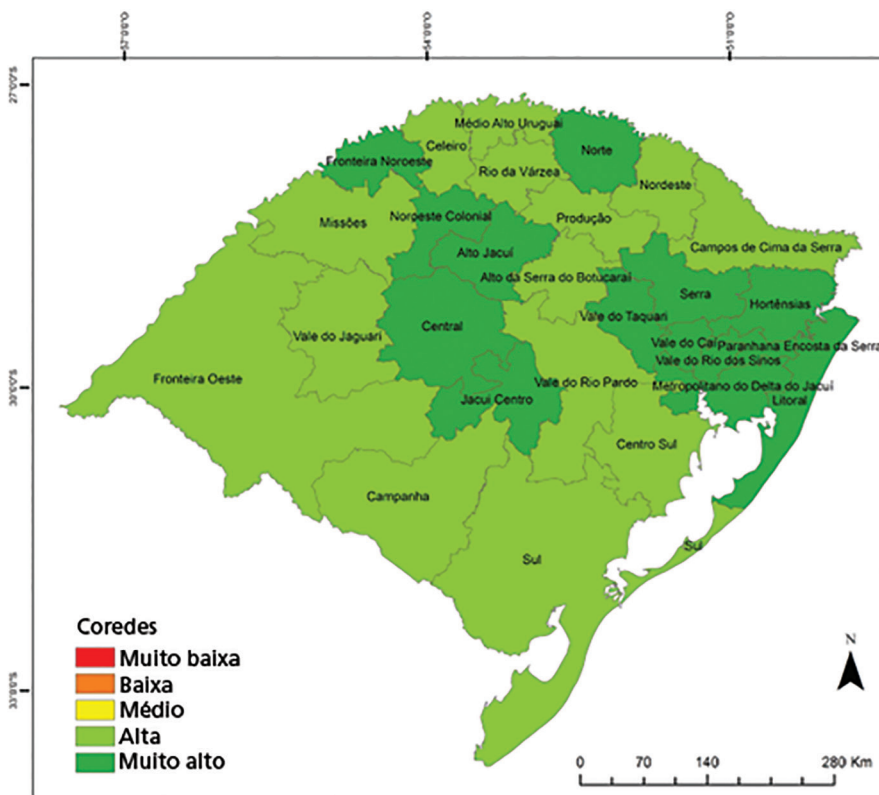 57°0'0"S
54°0'0"S
51°0'0"S
27°0'0"S
30°0'0"S
33°0'0"S
Médio Alto Uruguai
Celeiro
Norte
Fronteira Noroeste
Rio da Várzea
Nordeste
Missões
Noroeste Colonial
Produção
Campos de Cima da Serra
Alto Jacuí
Alto da Serra do Botucaraí
Serra
Hortênsias
Central
Vale do Taquari
Vale do Jaguari
Vale do Caí
Paranhana Encosta da Serra
Vale do Rio dos Sinos
Fronteira Oeste
Vale do Rio Pardo
Metropolitano do Delta do Jacuí
Jacuí Centro
Litoral
Centro Sul
Campanha
Sul
Sul
Coredes
Muito baixa
Baixa
Médio
Alta
Muito alto
N
0 70 140 280 Km